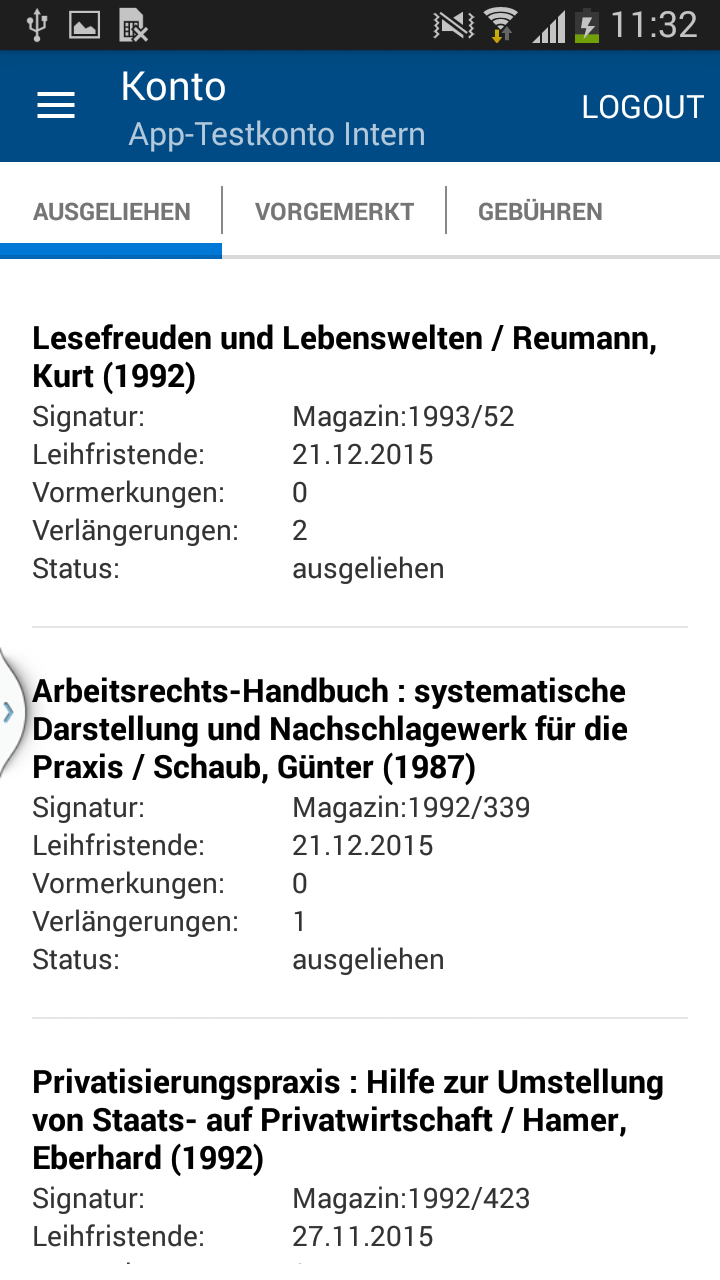 11:32
Konto
LOGOUT
App-Testkonto Intern
AUSGELIEHEN VORGEMERKT GEBÜHREN
Lesefreuden und Lebenswelten / Reumann,
Kurt (1992)
Signatur: Magazin:1993/52
Leihfristende: 21.12.2015
Vormerkungen: 0
Verlängerungen: 2
Status: ausgeliehen
Arbeitsrechts-Handbuch : systematische
Darstellung und Nachschlagewerk für die
Praxis / Schaub, Günter (1987)
Signatur: Magazin:1992/339
Leihfristende: 21.12.2015
Vormerkungen: 0
Verlängerungen: 1
Status: ausgeliehen
Privatisierungspraxis : Hilfe zur Umstellung
von Staats- auf Privatwirtschaft / Hamer,
Eberhard (1992)
Signatur: Magazin:1992/423
Leihfristende: 27.11.2015